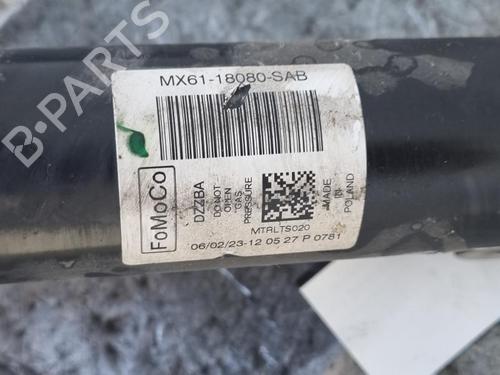 MX61-18080-SAB
FoMoCo
DZZBA
DO NOT
OPEN
"GAS
PRESSURE
MADE
IN
POLAND
MTRLTS020
06/02/23-12 05 27 P 0781
B-PARTS